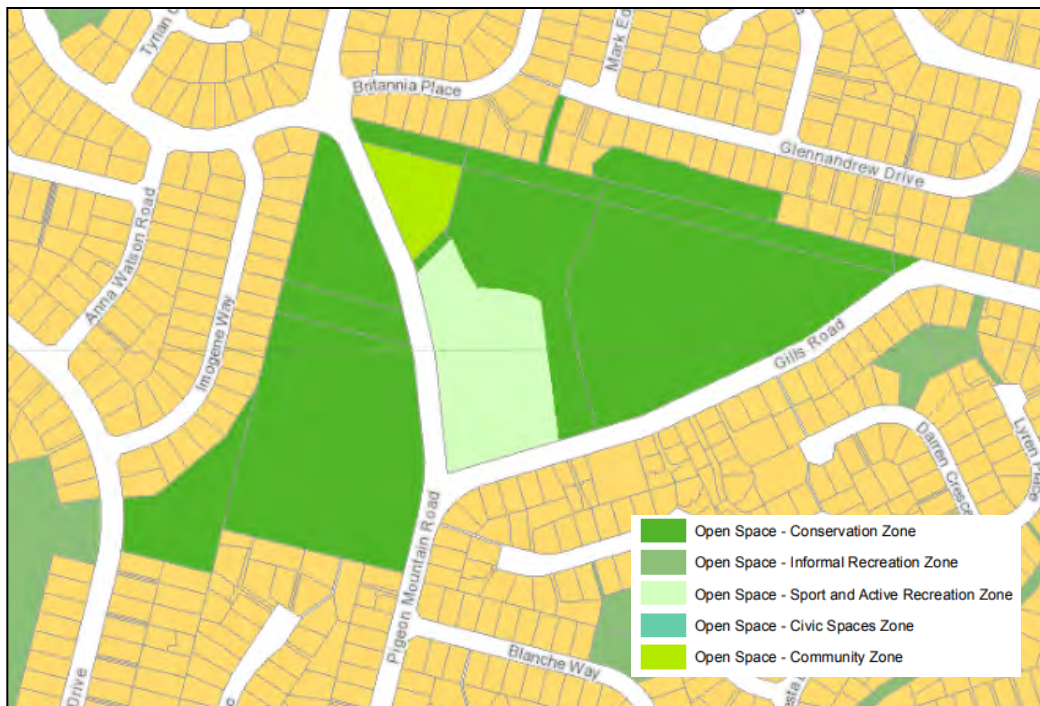 Tynan
Britannia Place
Mark Ed
Glennandrew Drive
Anna Watson Road
Imogene Way
Gills Road
Darren Cresce
Lyren Place
Pigeon Mountain Road
Blanche Way
Drive
Open Space - Conservation Zone
Open Space - Informal Recreation Zone
Open Space - Sport and Active Recreation Zone
Open Space - Civic Spaces Zone
Open Space - Community Zone